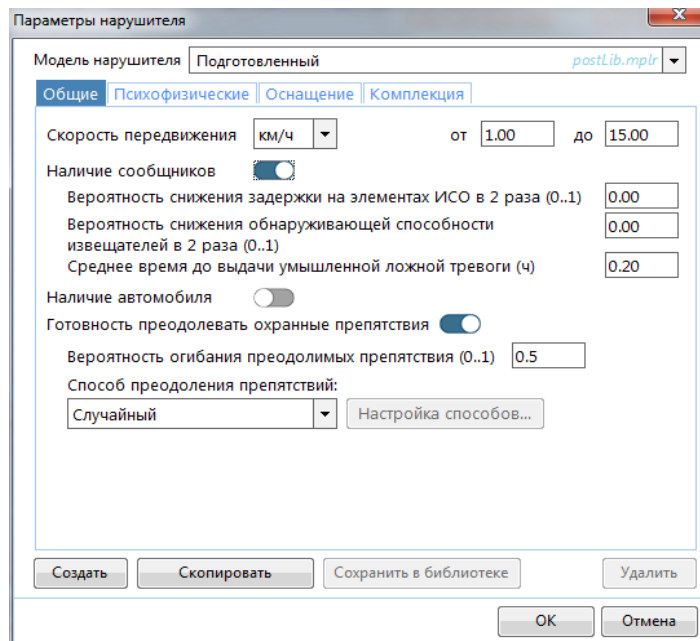 Параметры нарушителя
x
Модель нарушителя Подготовленный postLib.mplr
Общие Психофизические Оснащение Комплекция
Скорость передвижения км/ч от 1.00 до 15.00
Наличие сообщников
Вероятность снижения задержки на элементах ИСО в 2 раза (0..1) 0.00
Вероятность снижения обнаруживающей способности
извещателей в 2 раза (0..1) 0.00
Среднее время до выдачи умышленной ложной тревоги (ч) 0.20
Наличие автомобиля
Готовность преодолевать охранные препятствия
Вероятность огибания преодолимых препятствия (0..1) 0.5
Способ преодоления препятствий:
Случайный Настройка способов...
Создать Скопировать Сохранить в библиотеке Удалить
ОК Отмена